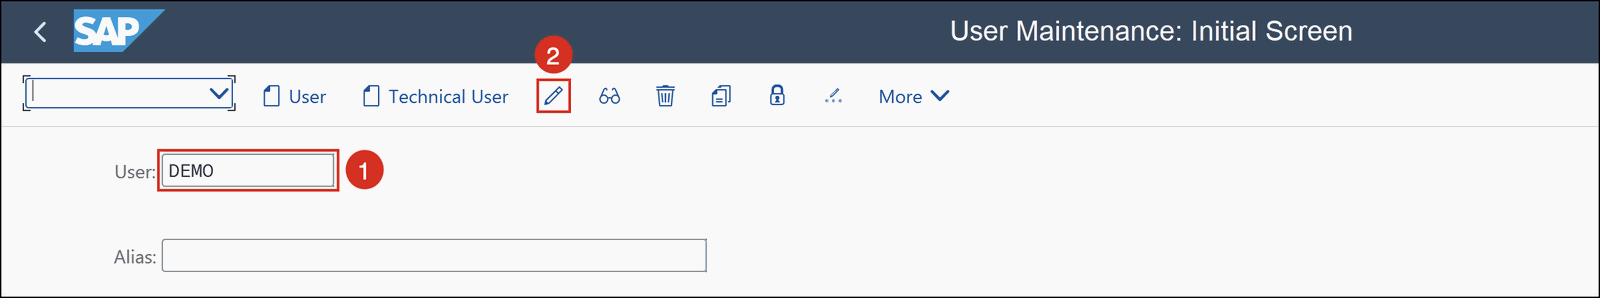 SAP User Maintenance: Initial Screen
2
User Technical User More
User: DEMO 1
Alias: